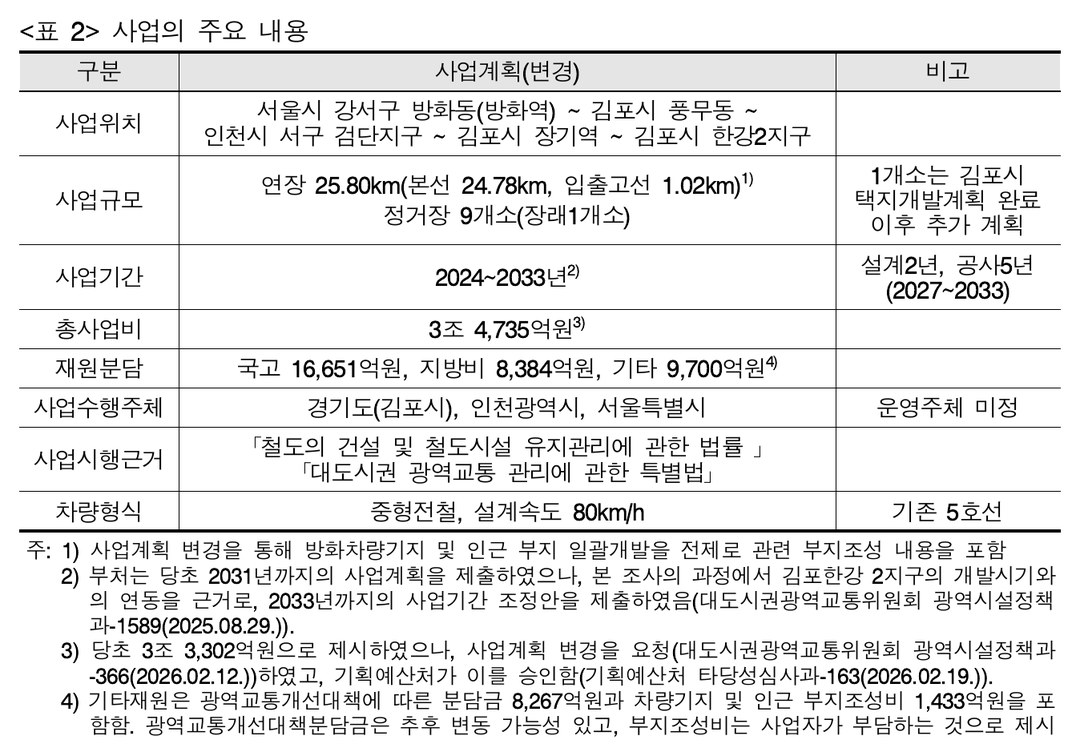 <표 2> 사업의 주요 내용
구분 사업계획(변경) 비고
사업위치
서울시 강서구 방화동(방화역) ~ 김포시 풍무동 ~
인천시 서구 검단지구 ~ 김포시 장기역 ~ 김포시 한강2지구
사업규모
연장 25.80km(본선 24.78km, 입출고선 1.02km)1)
정거장 9개소(장래1개소)
1개소는 김포시
택지개발계획 완료
이후 추가 계획
사업기간
2024~2033년2)
설계2년, 공사5년
(2027~2033)
총사업비 3조 4,735억원3)
재원분담 국고 16,651억원, 지방비 8,384억원, 기타 9,700억원4)
사업수행주체 경기도(김포시), 인천광역시, 서울특별시 운영주체 미정
사업시행근거
「철도의 건설 및 철도시설 유지관리에 관한 법률 」
「대도시권 광역교통 관리에 관한 특별법」
차량형식 중형전철, 설계속도 80km/h 기존 5호선
주: 1) 사업계획 변경을 통해 방화차량기지 및 인근 부지 일괄개발을 전제로 관련 부지조성 내용을 포함
2) 부처는 당초 2031년까지의 사업계획을 제출하였으나, 본 조사의 과정에서 김포한강 2지구의 개발시기와
의 연동을 근거로, 2033년까지의 사업기간 조정안을 제출하였음(대도시권광역교통위원회 광역시설정책
과-1589(2025.08.29.)).
3) 당초 3조 3,302억원으로 제시하였으나, 사업계획 변경을 요청(대도시권광역교통위원회 광역시설정책과
-366(2026.02.12.))하였고, 기획예산처가 이를 승인함(기획예산처 타당성심사과-163(2026.02.19.)).
4) 기타재원은 광역교통개선대책에 따른 분담금 8,267억원과 차량기지 및 인근 부지조성비 1,433억원을 포
함함. 광역교통개선대책분담금은 추후 변동 가능성 있고, 부지조성비는 사업자가 부담하는 것으로 제시